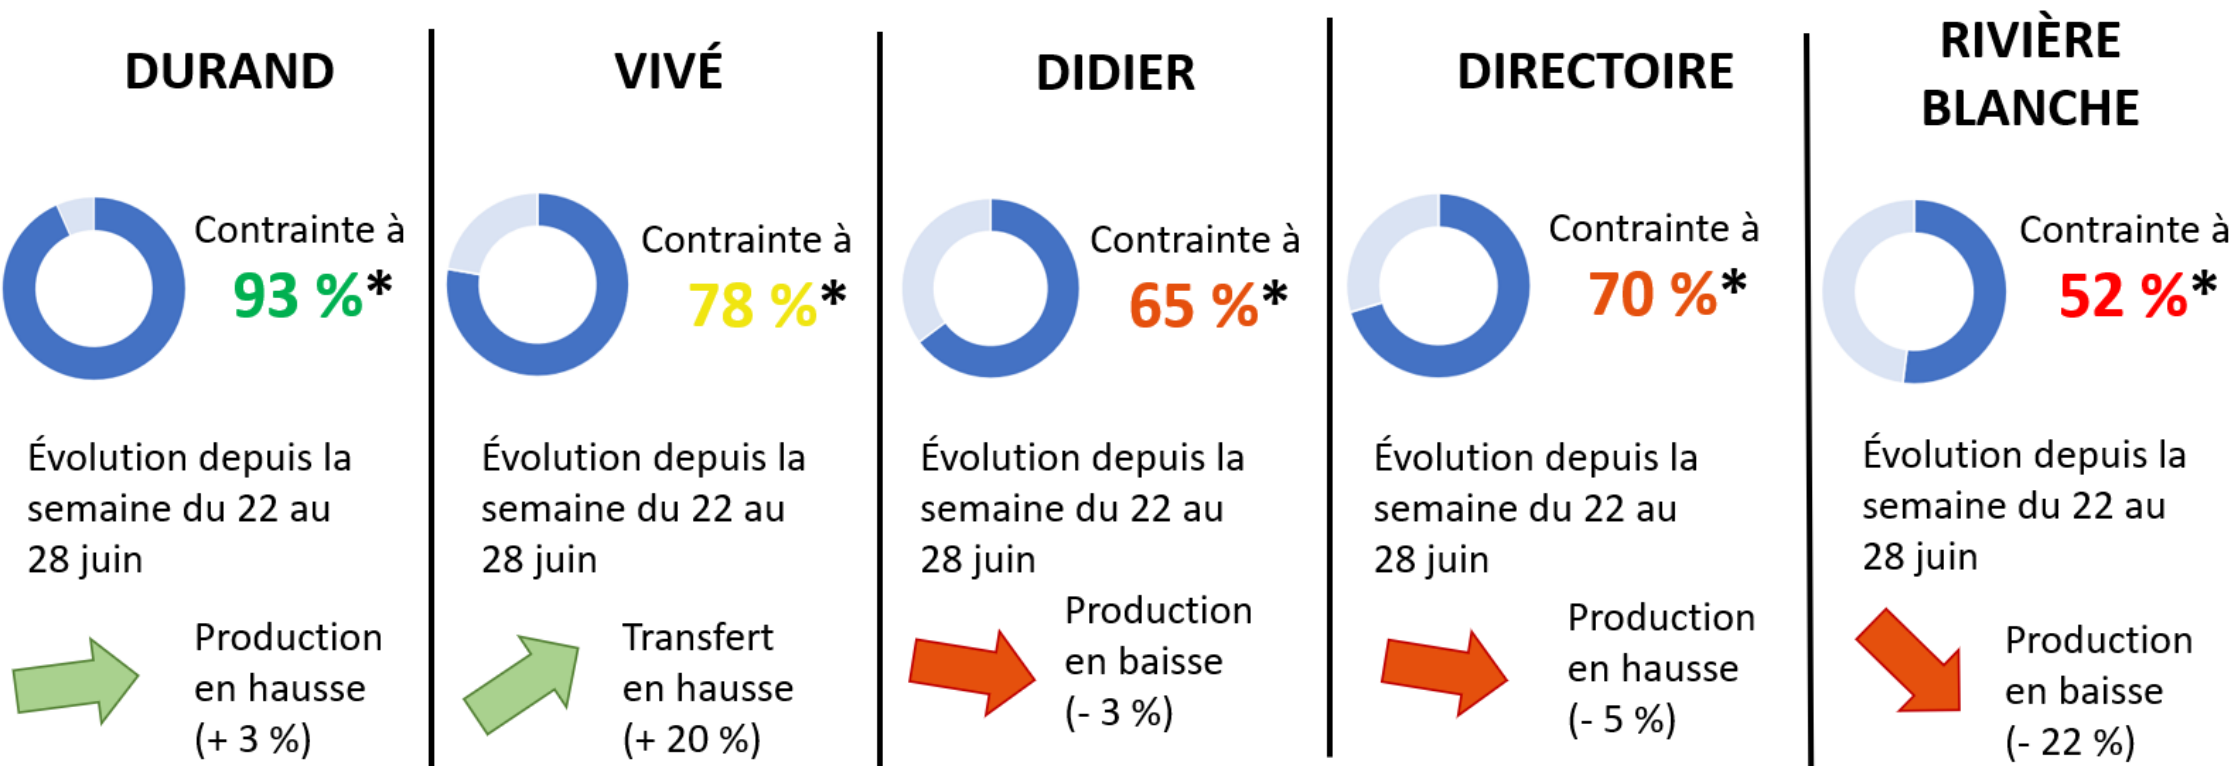 DURAND
Contrainte à
93 %*
Évolution depuis la
semaine du 22 au
28 juin
Production
en hausse
(+ 3 %)
VIVÉ
Contrainte à
78 %*
Évolution depuis la
semaine du 22 au
28 juin
Transfert
en hausse
(+ 20 %)
DIDIER
Contrainte à
65 %*
Évolution depuis la
semaine du 22 au
28 juin
Production
en baisse
(- 3 %)
DIRECTOIRE
Contrainte à
70 %*
Évolution depuis la
semaine du 22 au
28 juin
Production
en hausse
(- 5 %)
RIVIÈRE
BLANCHE
Contrainte à
52 %*
Évolution depuis la
semaine du 22 au
28 juin
Production
en baisse
(- 22 %)